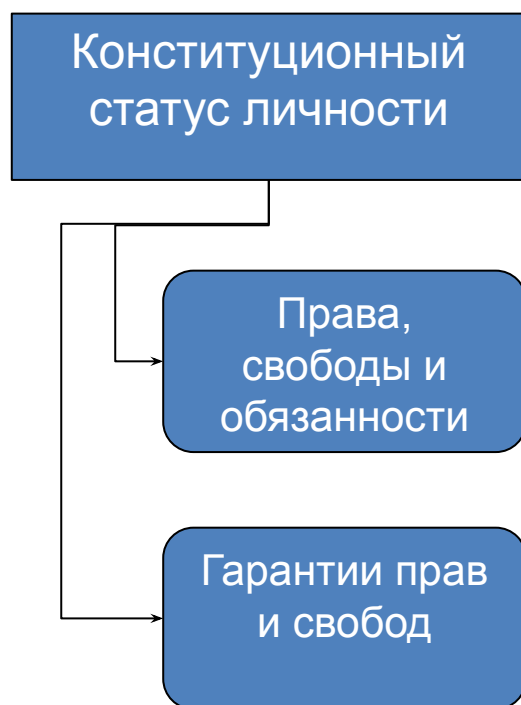 Конституционный
статус личности
Права,
свободы и
обязанности
Гарантии прав
и свобод